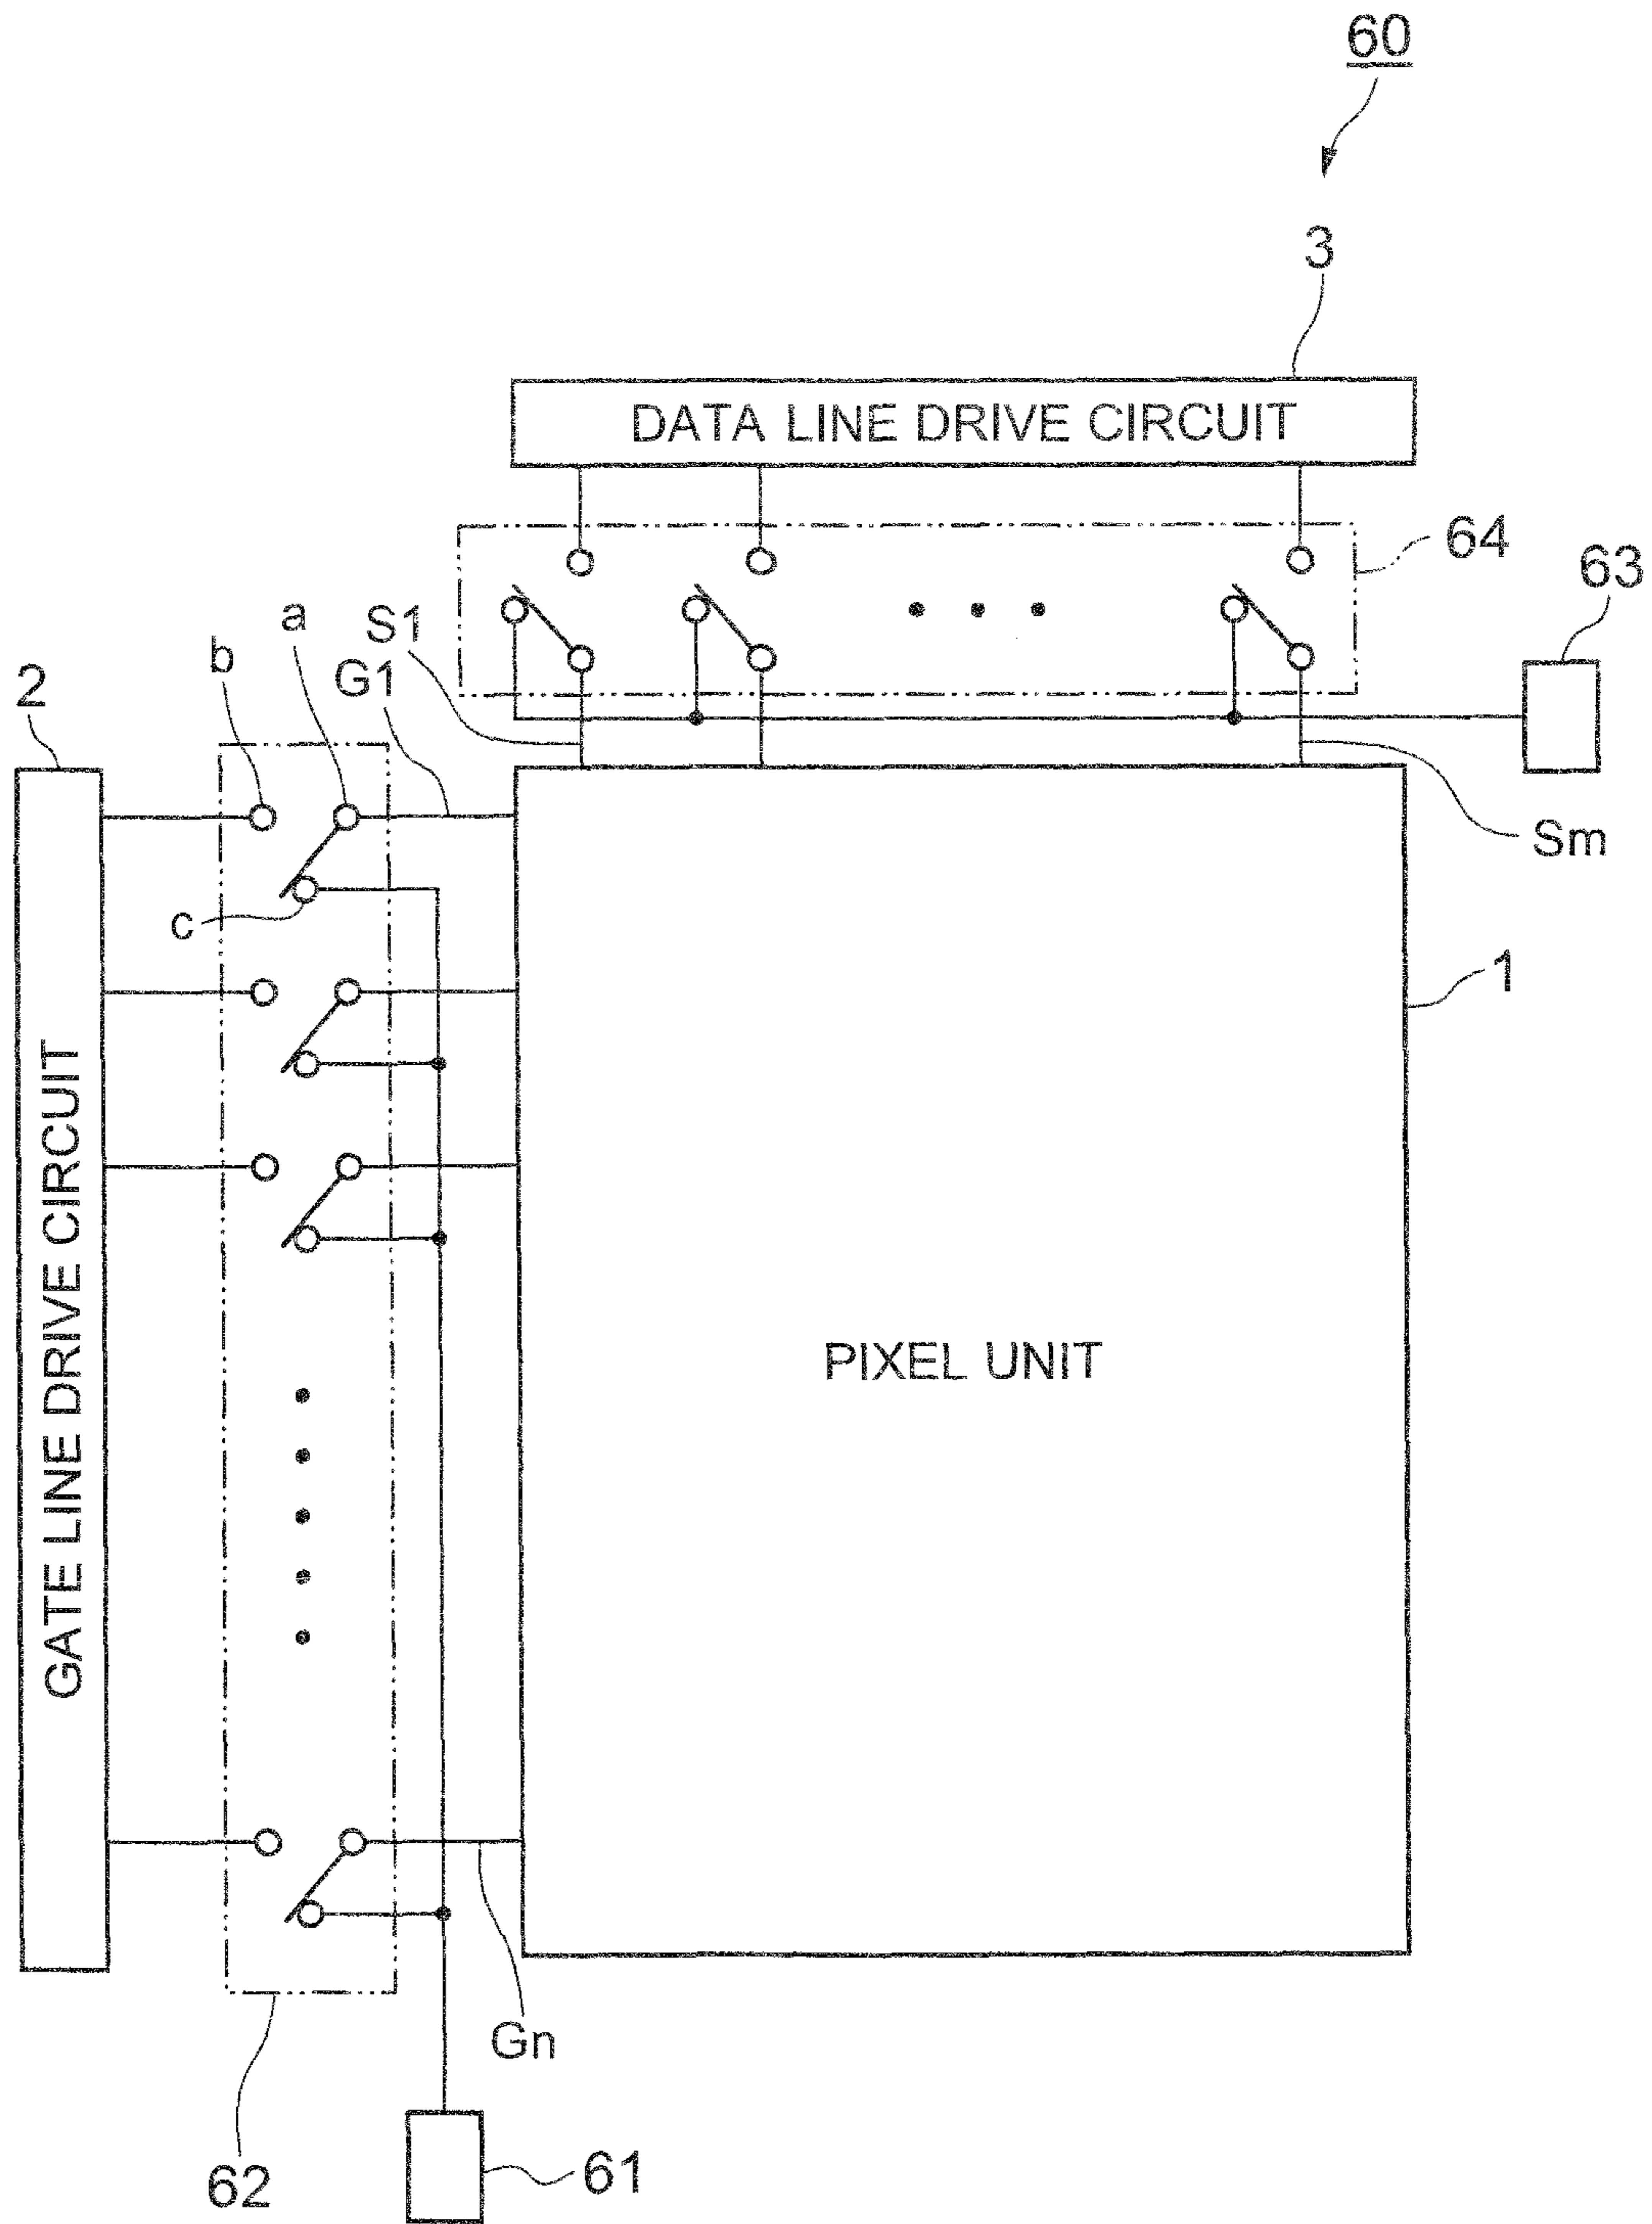 60
3
DATA LINE DRIVE CIRCUIT
64
63
S1
a
G1
b
2
Sm
c
1
GATE LINE DRIVE CIRCUIT
PIXEL UNIT
Gn
62
61